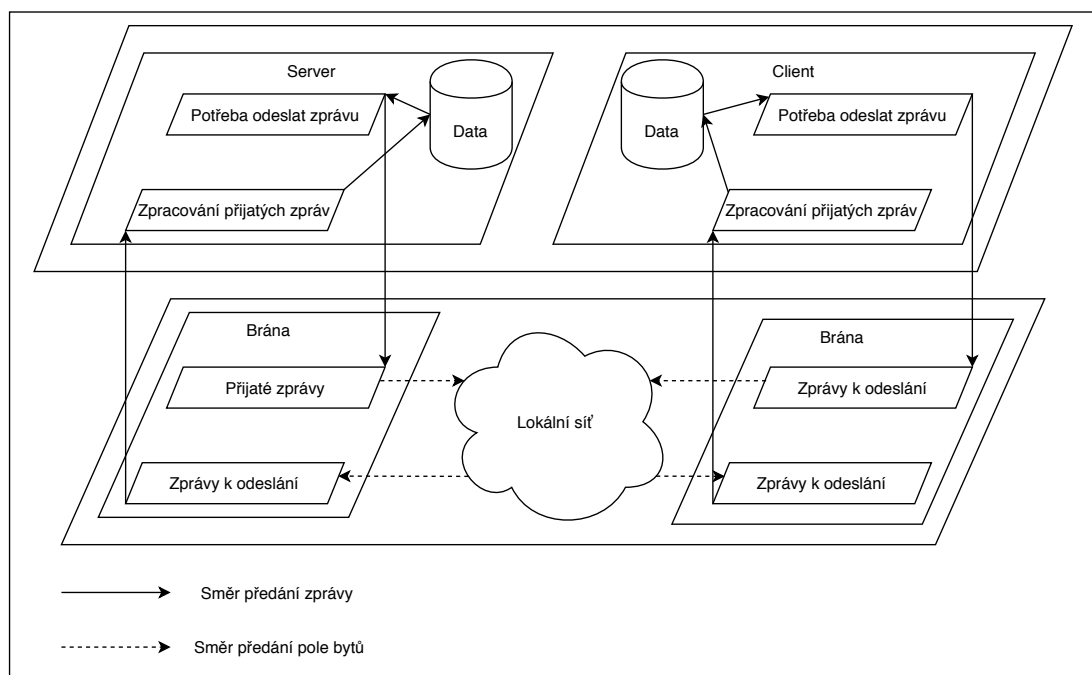 Server
Client
Potřeba odeslat zprávu
Data
Data
Potřeba odeslat zprávu
Zpracování přijatých zpráv
Zpracování přijatých zpráv
Brána
Brána
Přijaté zprávy
Lokální síť
Zprávy k odeslání
Zprávy k odeslání
Zprávy k odeslání
Směr předání zprávy
Směr předání pole bytů